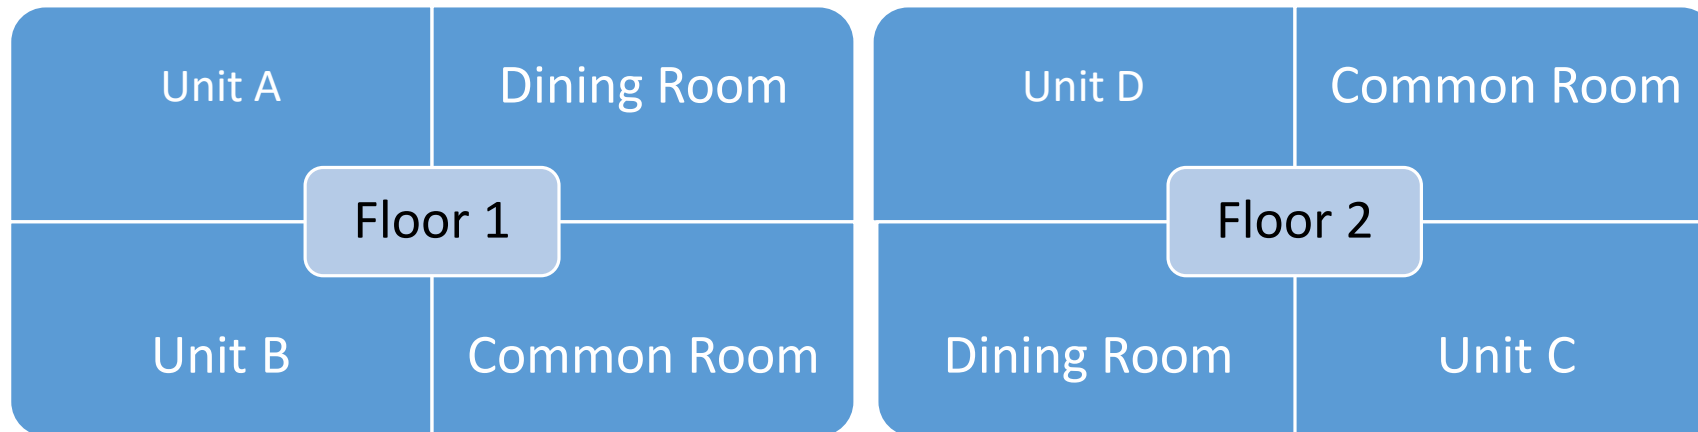 Unit A
Dining Room
Floor 1
Unit B
Common Room
Unit D
Common Room
Floor 2
Dining Room
Unit C